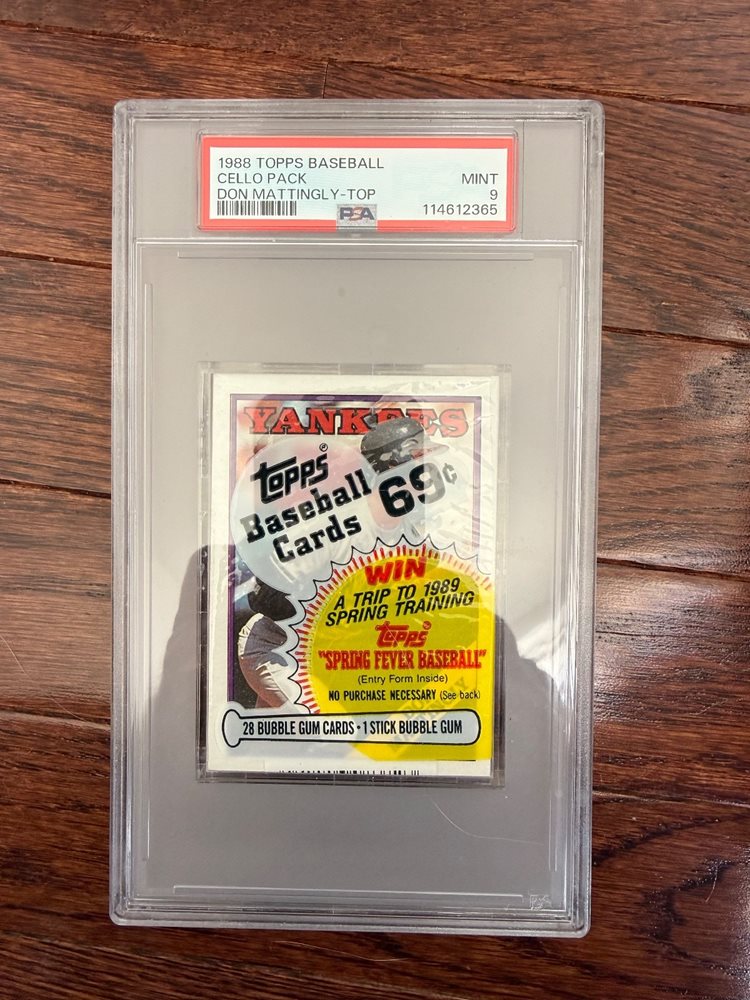 1988 TOPPS BASEBALL
CELLO PACK MINT
DON MATTINGLY-TOP 9
PSA 114612365
YANKEES
TOPPS
Baseball 69¢
Cards
WIN
A TRIP TO 1989
SPRING TRAINING
TOPPS
"SPRING FEVER BASEBALL"
(Entry Form Inside)
NO PURCHASE NECESSARY (See back)
28 BUBBLE GUM CARDS • 1 STICK BUBBLE GUM